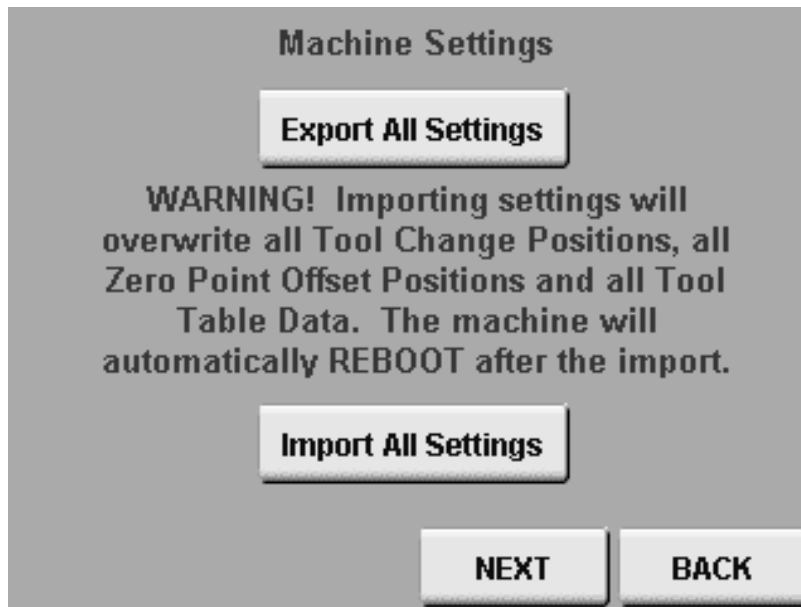 Machine Settings
Export All Settings
WARNING!  Importing settings will
overwrite all Tool Change Positions, all
Zero Point Offset Positions and all Tool
Table Data.  The machine will
automatically REBOOT after the import.
Import All Settings
NEXT
BACK